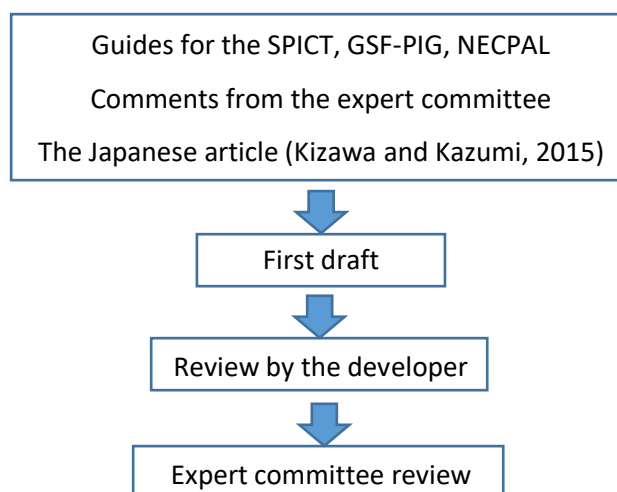 Guides for the SPICT, GSF-PIG, NECPAL
Comments from the expert committee
The Japanese article (Kizawa and Kazumi, 2015)
First draft
Review by the developer
Expert committee review